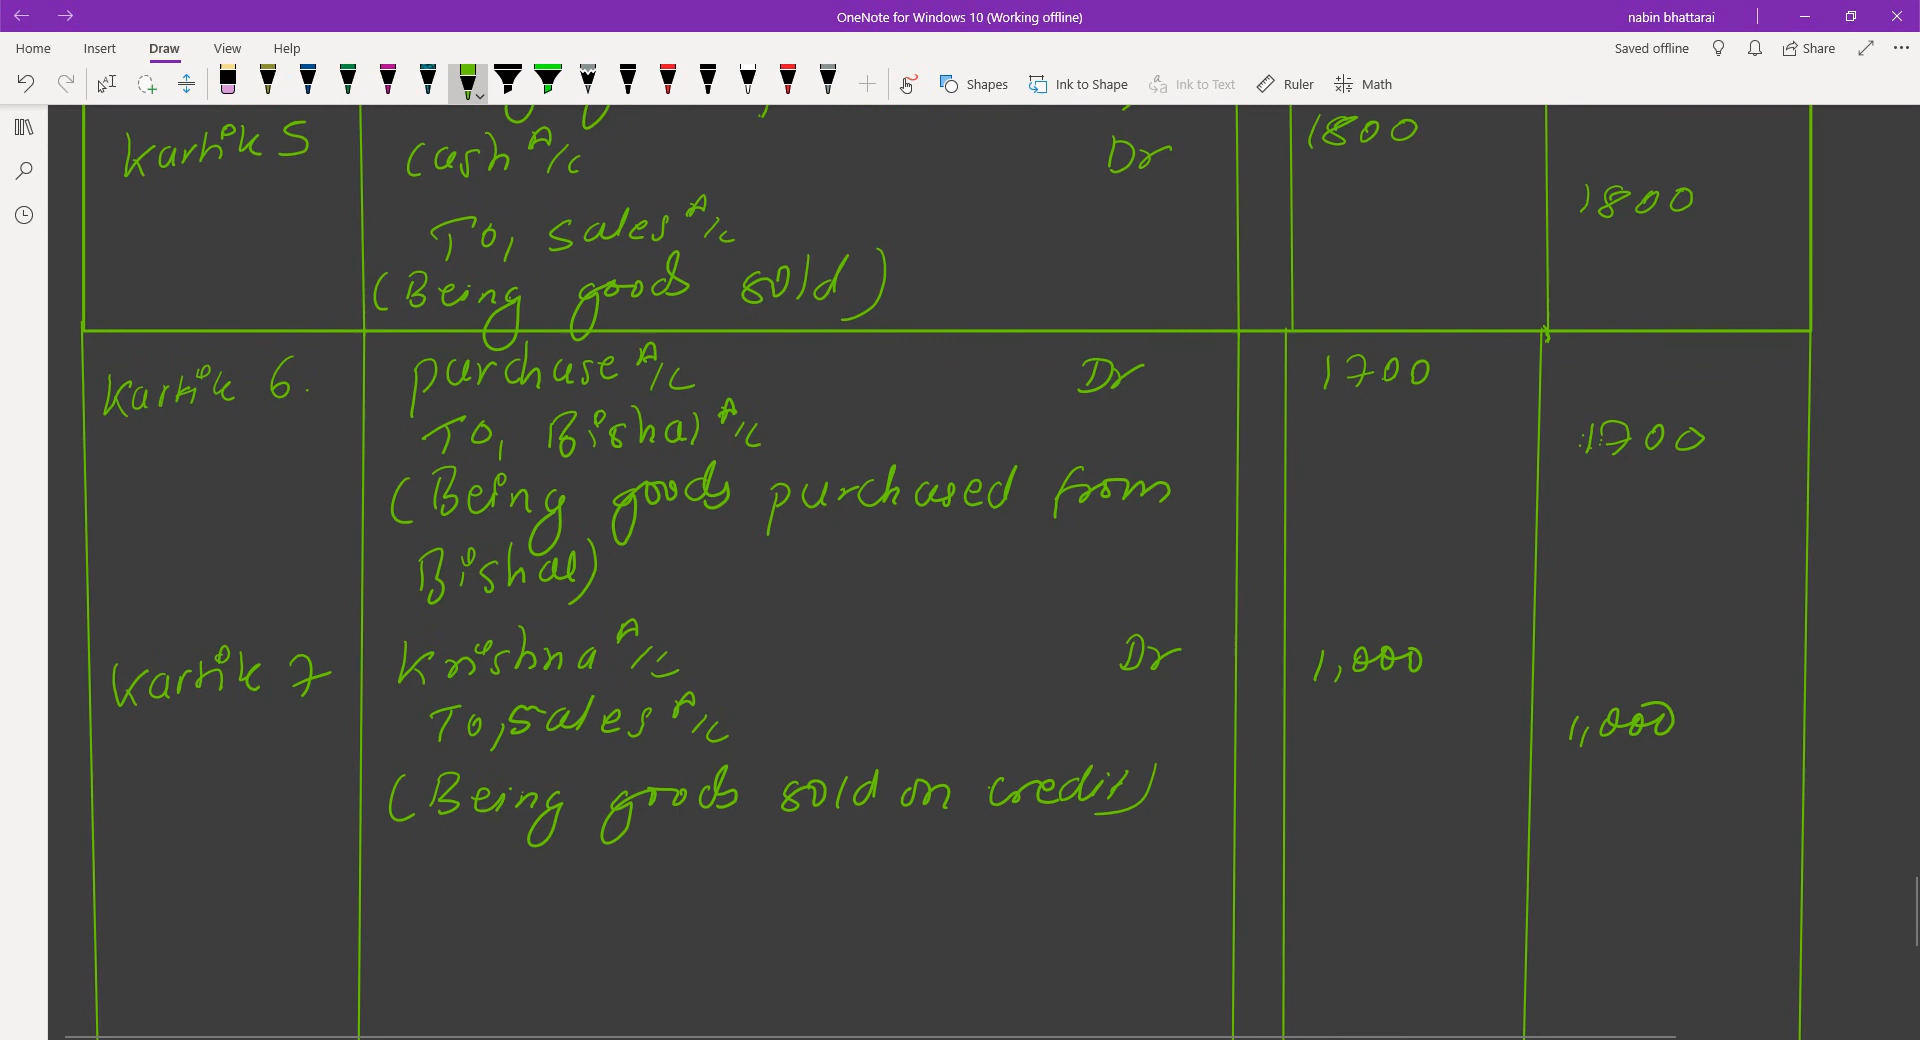 OneNote for Windows 10 (Working offline)
nabin bhattarai
Home Insert Draw View Help
Saved offline Share
Shapes Ink to Shape Ink to Text Ruler Math
Kartik 5 Cash A/c Dr 1800
To, Sales A/c 1800
(Being goods sold)
Kartik 6. purchase A/c Dr 1700
To, Bishal A/c 1700
(Being goods purchased from
Bishal)
Kartik 7 Krishna A/c Dr 1,000
To, Sales A/c 1,000
(Being goods sold on credit)